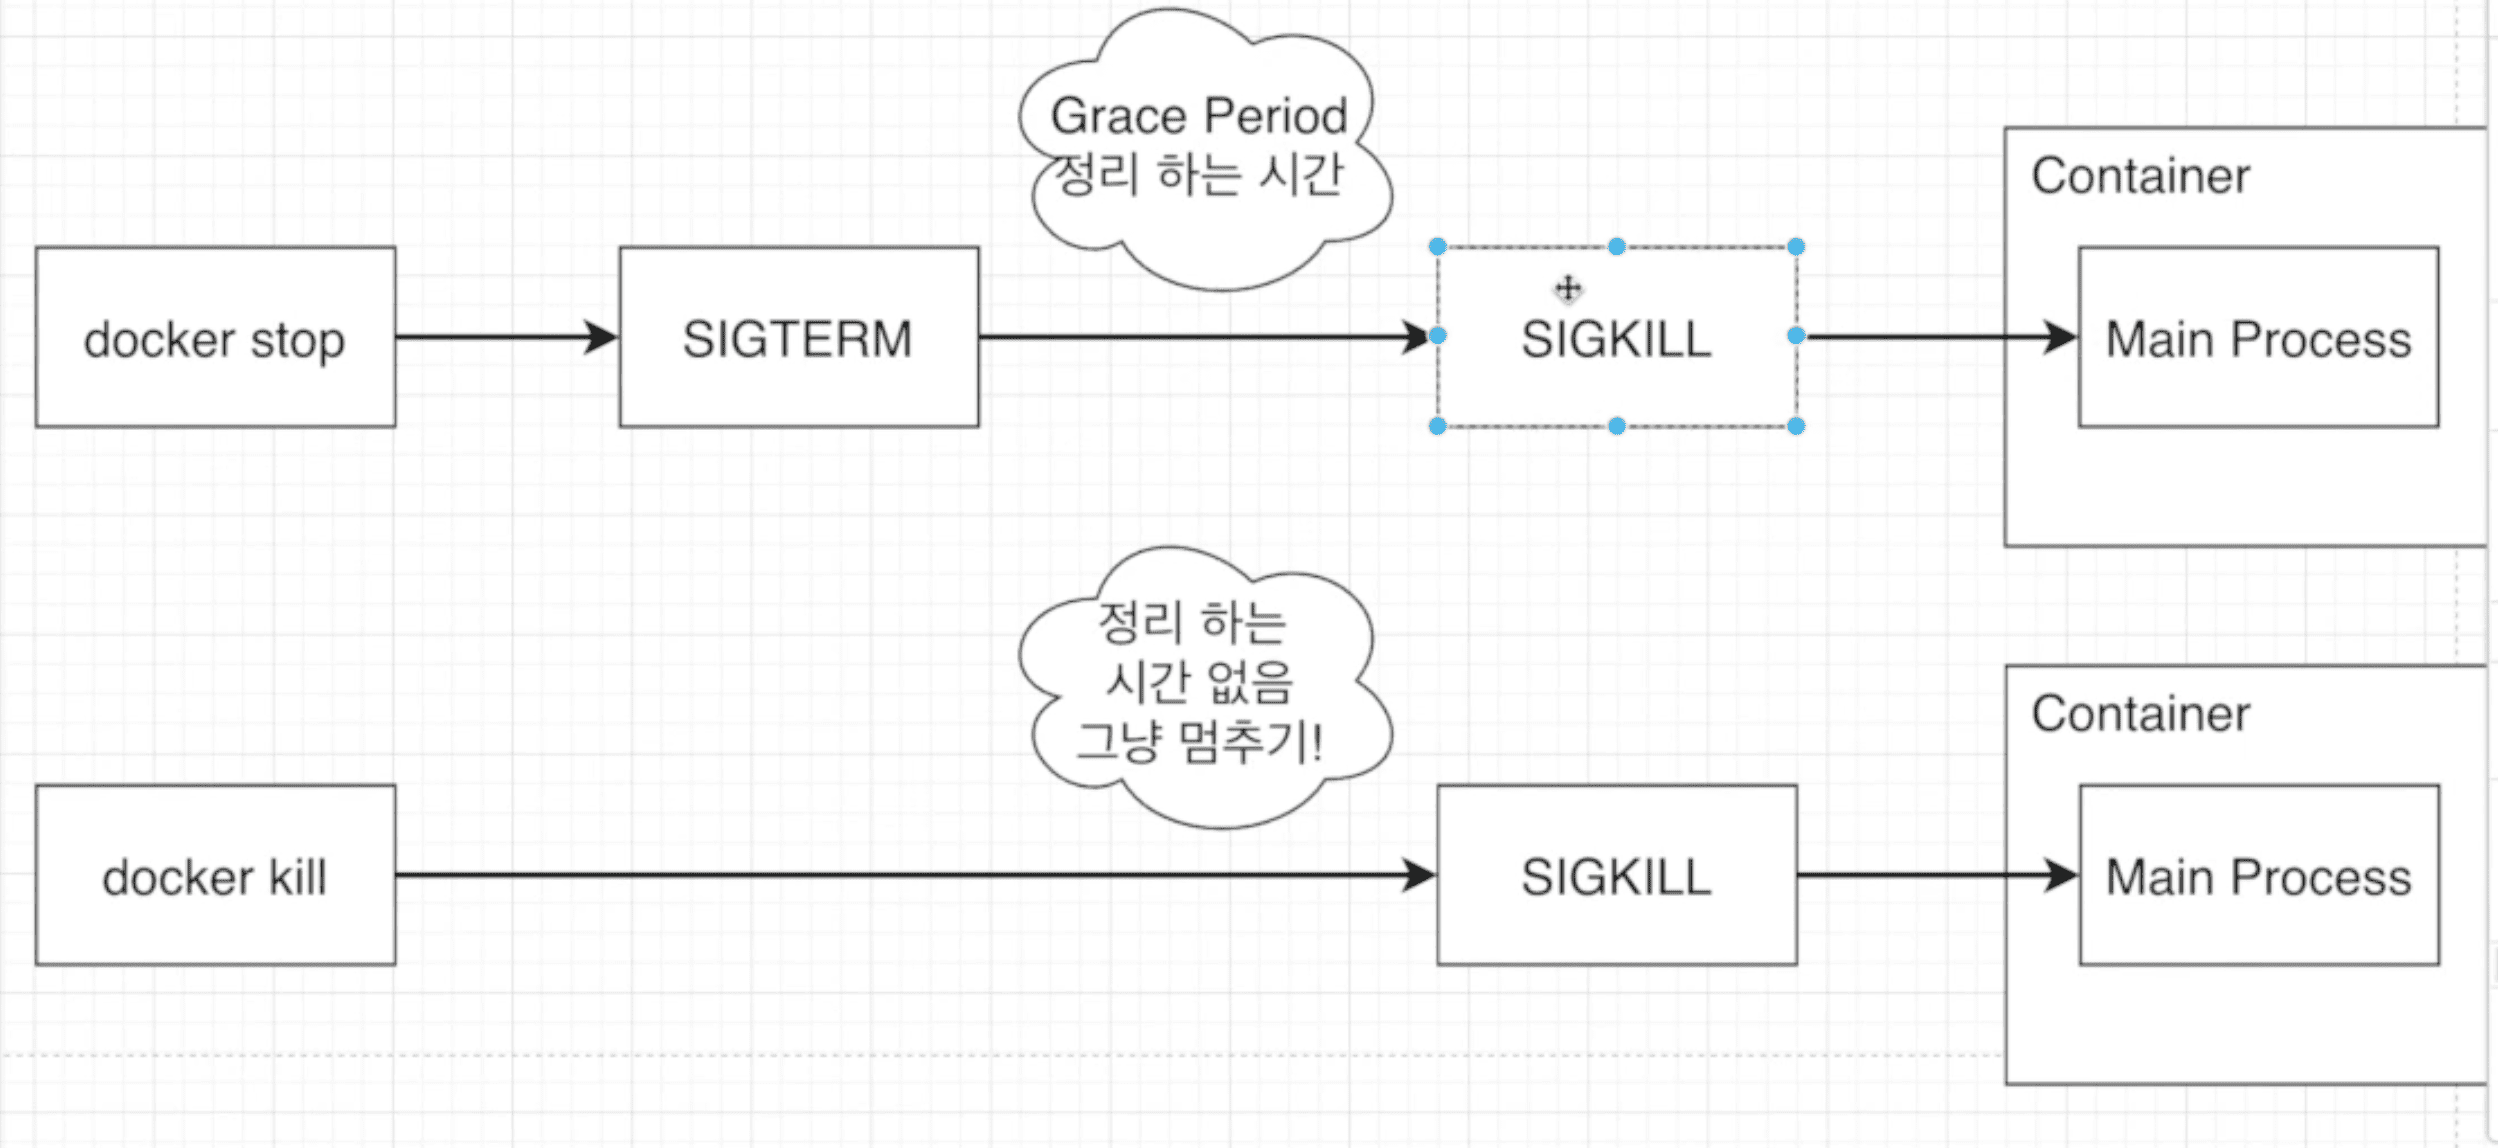 Grace Period
정리 하는 시간
Container
docker stop
SIGTERM
SIGKILL
Main Process
정리 하는
시간 없음
그냥 멈추기!
Container
docker kill
SIGKILL
Main Process